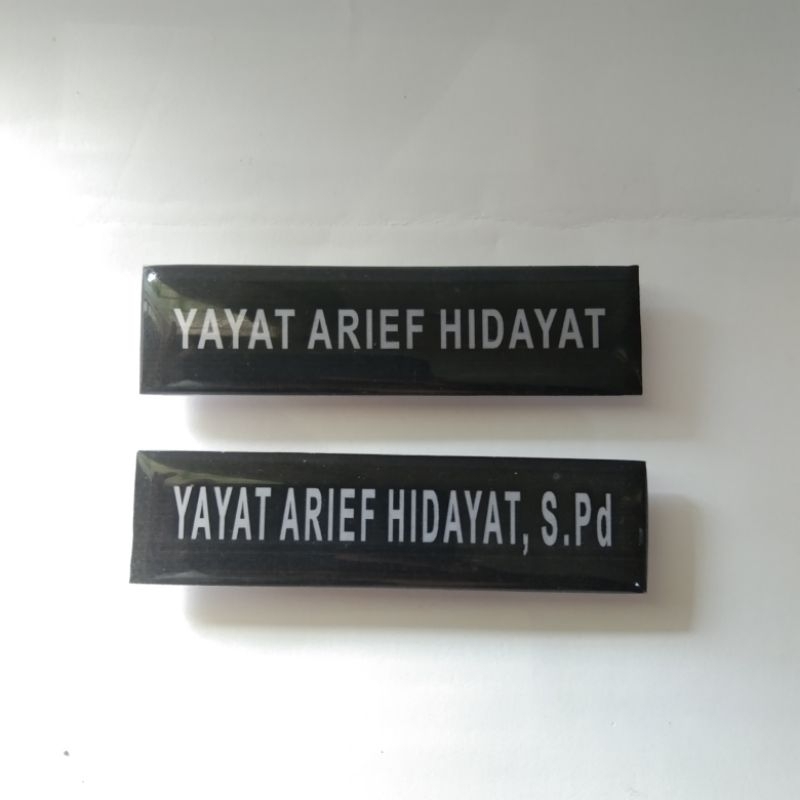 YAYAT ARIEF HIDAYAT
YAYAT ARIEF HIDAYAT, S.Pd